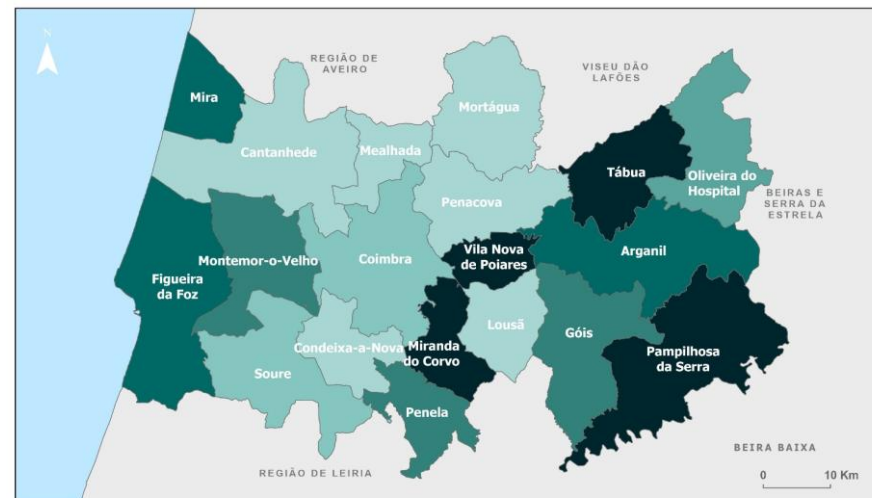 N
REGIÃO DE
AVEIRO
VISEU DÃO
LAFÕES
Mira
Mortágua
Cantanhede
Mealhada
Tábua
Oliveira do
Hospital
BEIRAS E
SERRA DA
ESTRELA
Penacova
Vila Nova
de Poiares
Arganil
Montemor-o-Velho
Coimbra
Figueira
da Foz
Lousã
Góis
Condeixa-a-Nova
Miranda
do Corvo
Pampilhosa
da Serra
Soure
Penela
BEIRA BAIXA
REGIÃO DE LEIRIA
0 10 Km